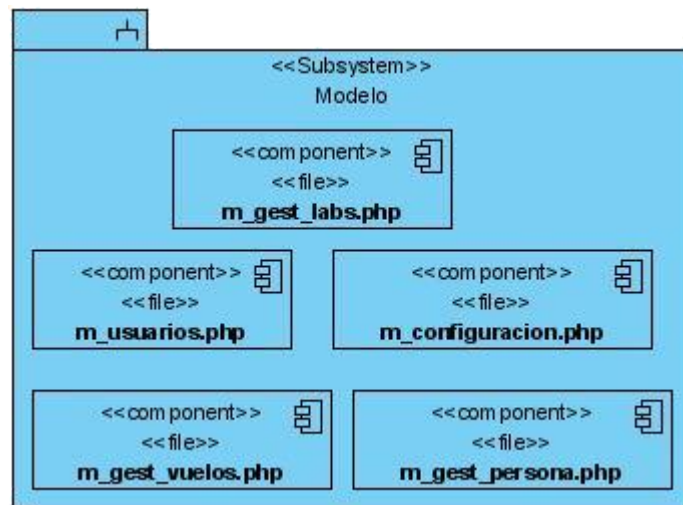 <<Subsystem>>
Modelo
<<component>>
<<file>>
m_gest_labs.php
<<component>>
<<file>>
m_usuarios.php
<<component>>
<<file>>
m_configuracion.php
<<component>>
<<file>>
m_gest_vuelos.php
<<component>>
<<file>>
m_gest_persona.php